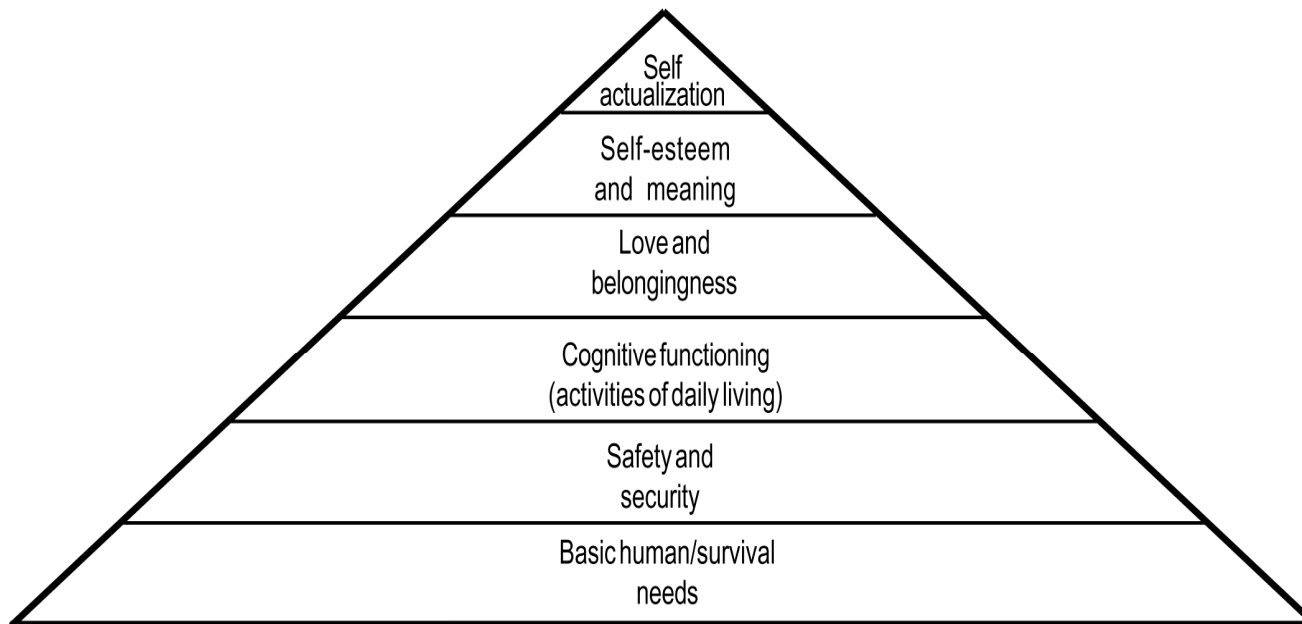 Self
actualization
Self-esteem
and meaning
Love and
belongingness
Cognitive functioning
(activities of daily living)
Safety and
security
Basic human/survival
needs